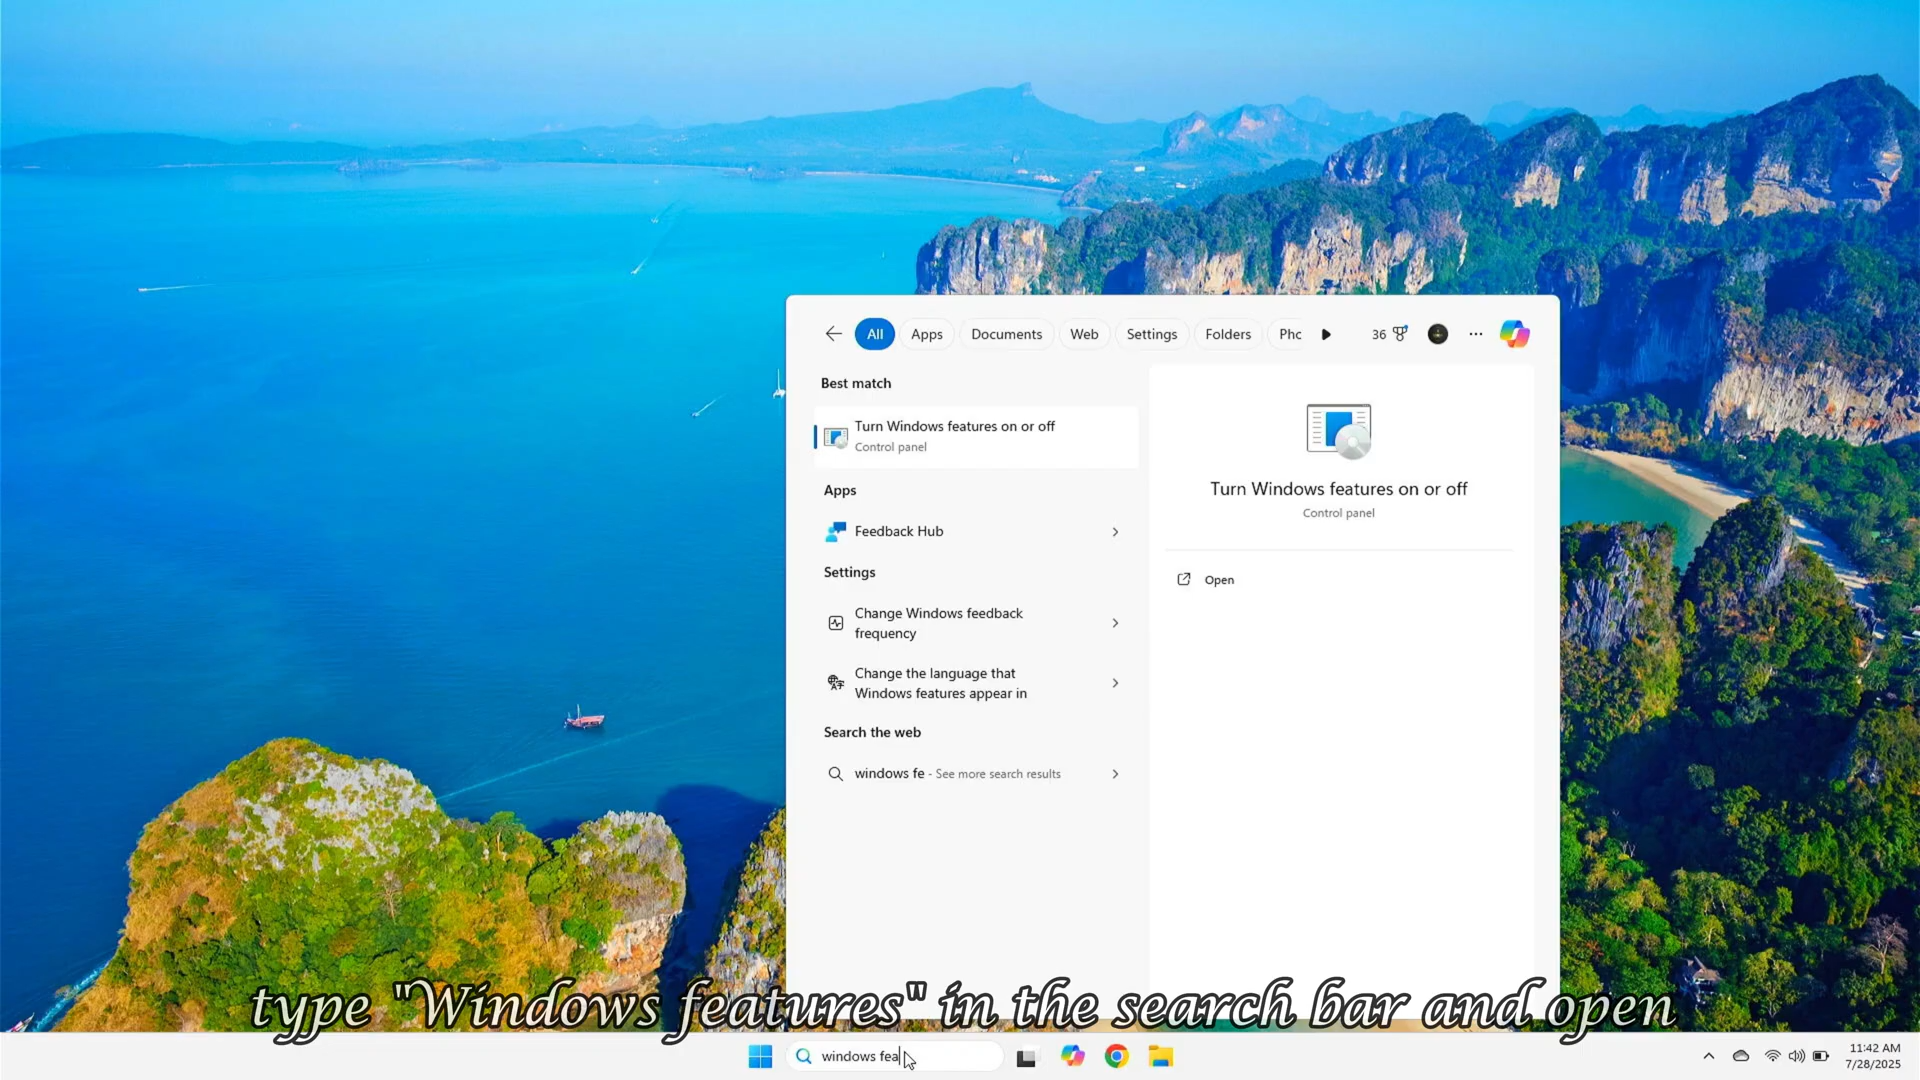 All
Apps
Documents
Web
Settings
Folders
Phc
36
Best match
Turn Windows features on or off
Control panel
Apps
Feedback Hub
Settings
Change Windows feedback
frequency
Change the language that
Windows features appear in
Search the web
windows fe - See more search results
Turn Windows features on or off
Control panel
Open
type "Windows features" in the search bar and open
windows fea
11:42 AM
7/28/2025